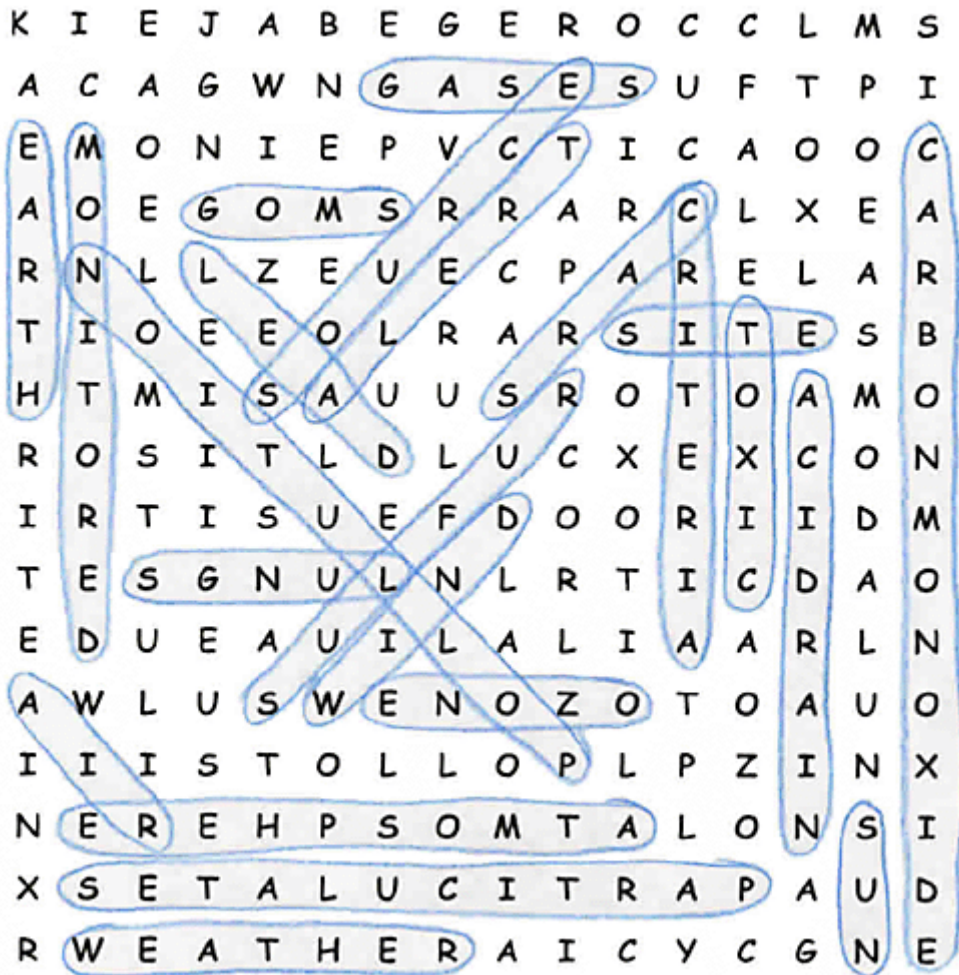 K I E J A B E G E R O C C L M S
A C A G W N G A S E S U F T P I
E M O N I E P V C T I C A O O C
A O E G O M S R R A R C L X E A
R N L L Z E U E C P A R E L A R
T I O E E O L R A R S I T E S B
H T M I S A U U S R O T O A M O
R O S I T L D L U C X E X C O N
I R T I S U E F D O O R I I D M
T E S G N U L N L R T I C D A O
E D U E A U I L A L I A A R L N
A W L U S W E N O Z O T O A U O
I I I S T O L L O P L P Z I N X
N E R E H P S O M T A L O N S I
X S E T A L U C I T R A P A U D
R W E A T H E R A I C Y C G N E